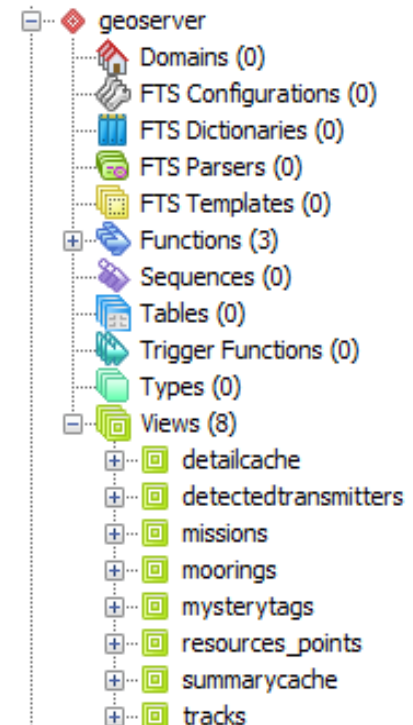 geoserver
Domains (0)
FTS Configurations (0)
FTS Dictionaries (0)
FTS Parsers (0)
FTS Templates (0)
Functions (3)
Sequences (0)
Tables (0)
Trigger Functions (0)
Types (0)
Views (8)
detailcache
detectedtransmitters
missions
moorings
mysterytags
resources_points
summarycache
tracks